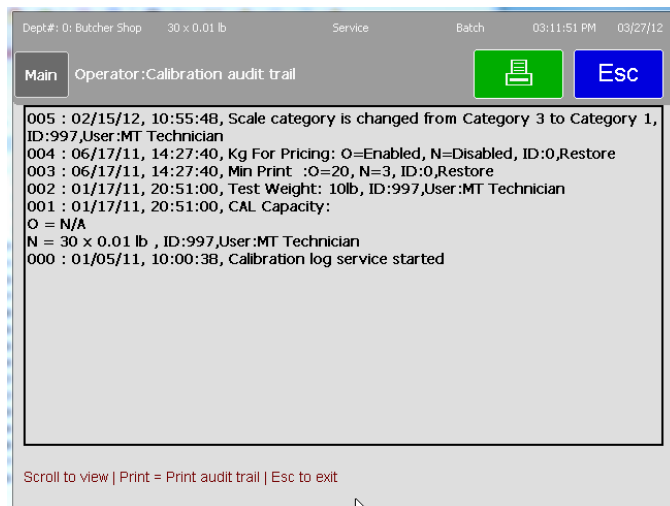 Dept#: 0: Butcher Shop 30 x 0.01 lb Service Batch 03:11:51 PM 03/27/12
Main Operator:Calibration audit trail Esc
005 : 02/15/12, 10:55:48, Scale category is changed from Category 3 to Category 1,
ID:997,User:MT Technician
004 : 06/17/11, 14:27:40, Kg For Pricing: O=Enabled, N=Disabled, ID:0,Restore
003 : 06/17/11, 14:27:40, Min Print :O=20, N=3, ID:0,Restore
002 : 01/17/11, 20:51:00, Test Weight: 10lb, ID:997,User:MT Technician
001 : 01/17/11, 20:51:00, CAL Capacity:
O = N/A
N = 30 x 0.01 lb , ID:997,User:MT Technician
000 : 01/05/11, 10:00:38, Calibration log service started
Scroll to view | Print = Print audit trail | Esc to exit